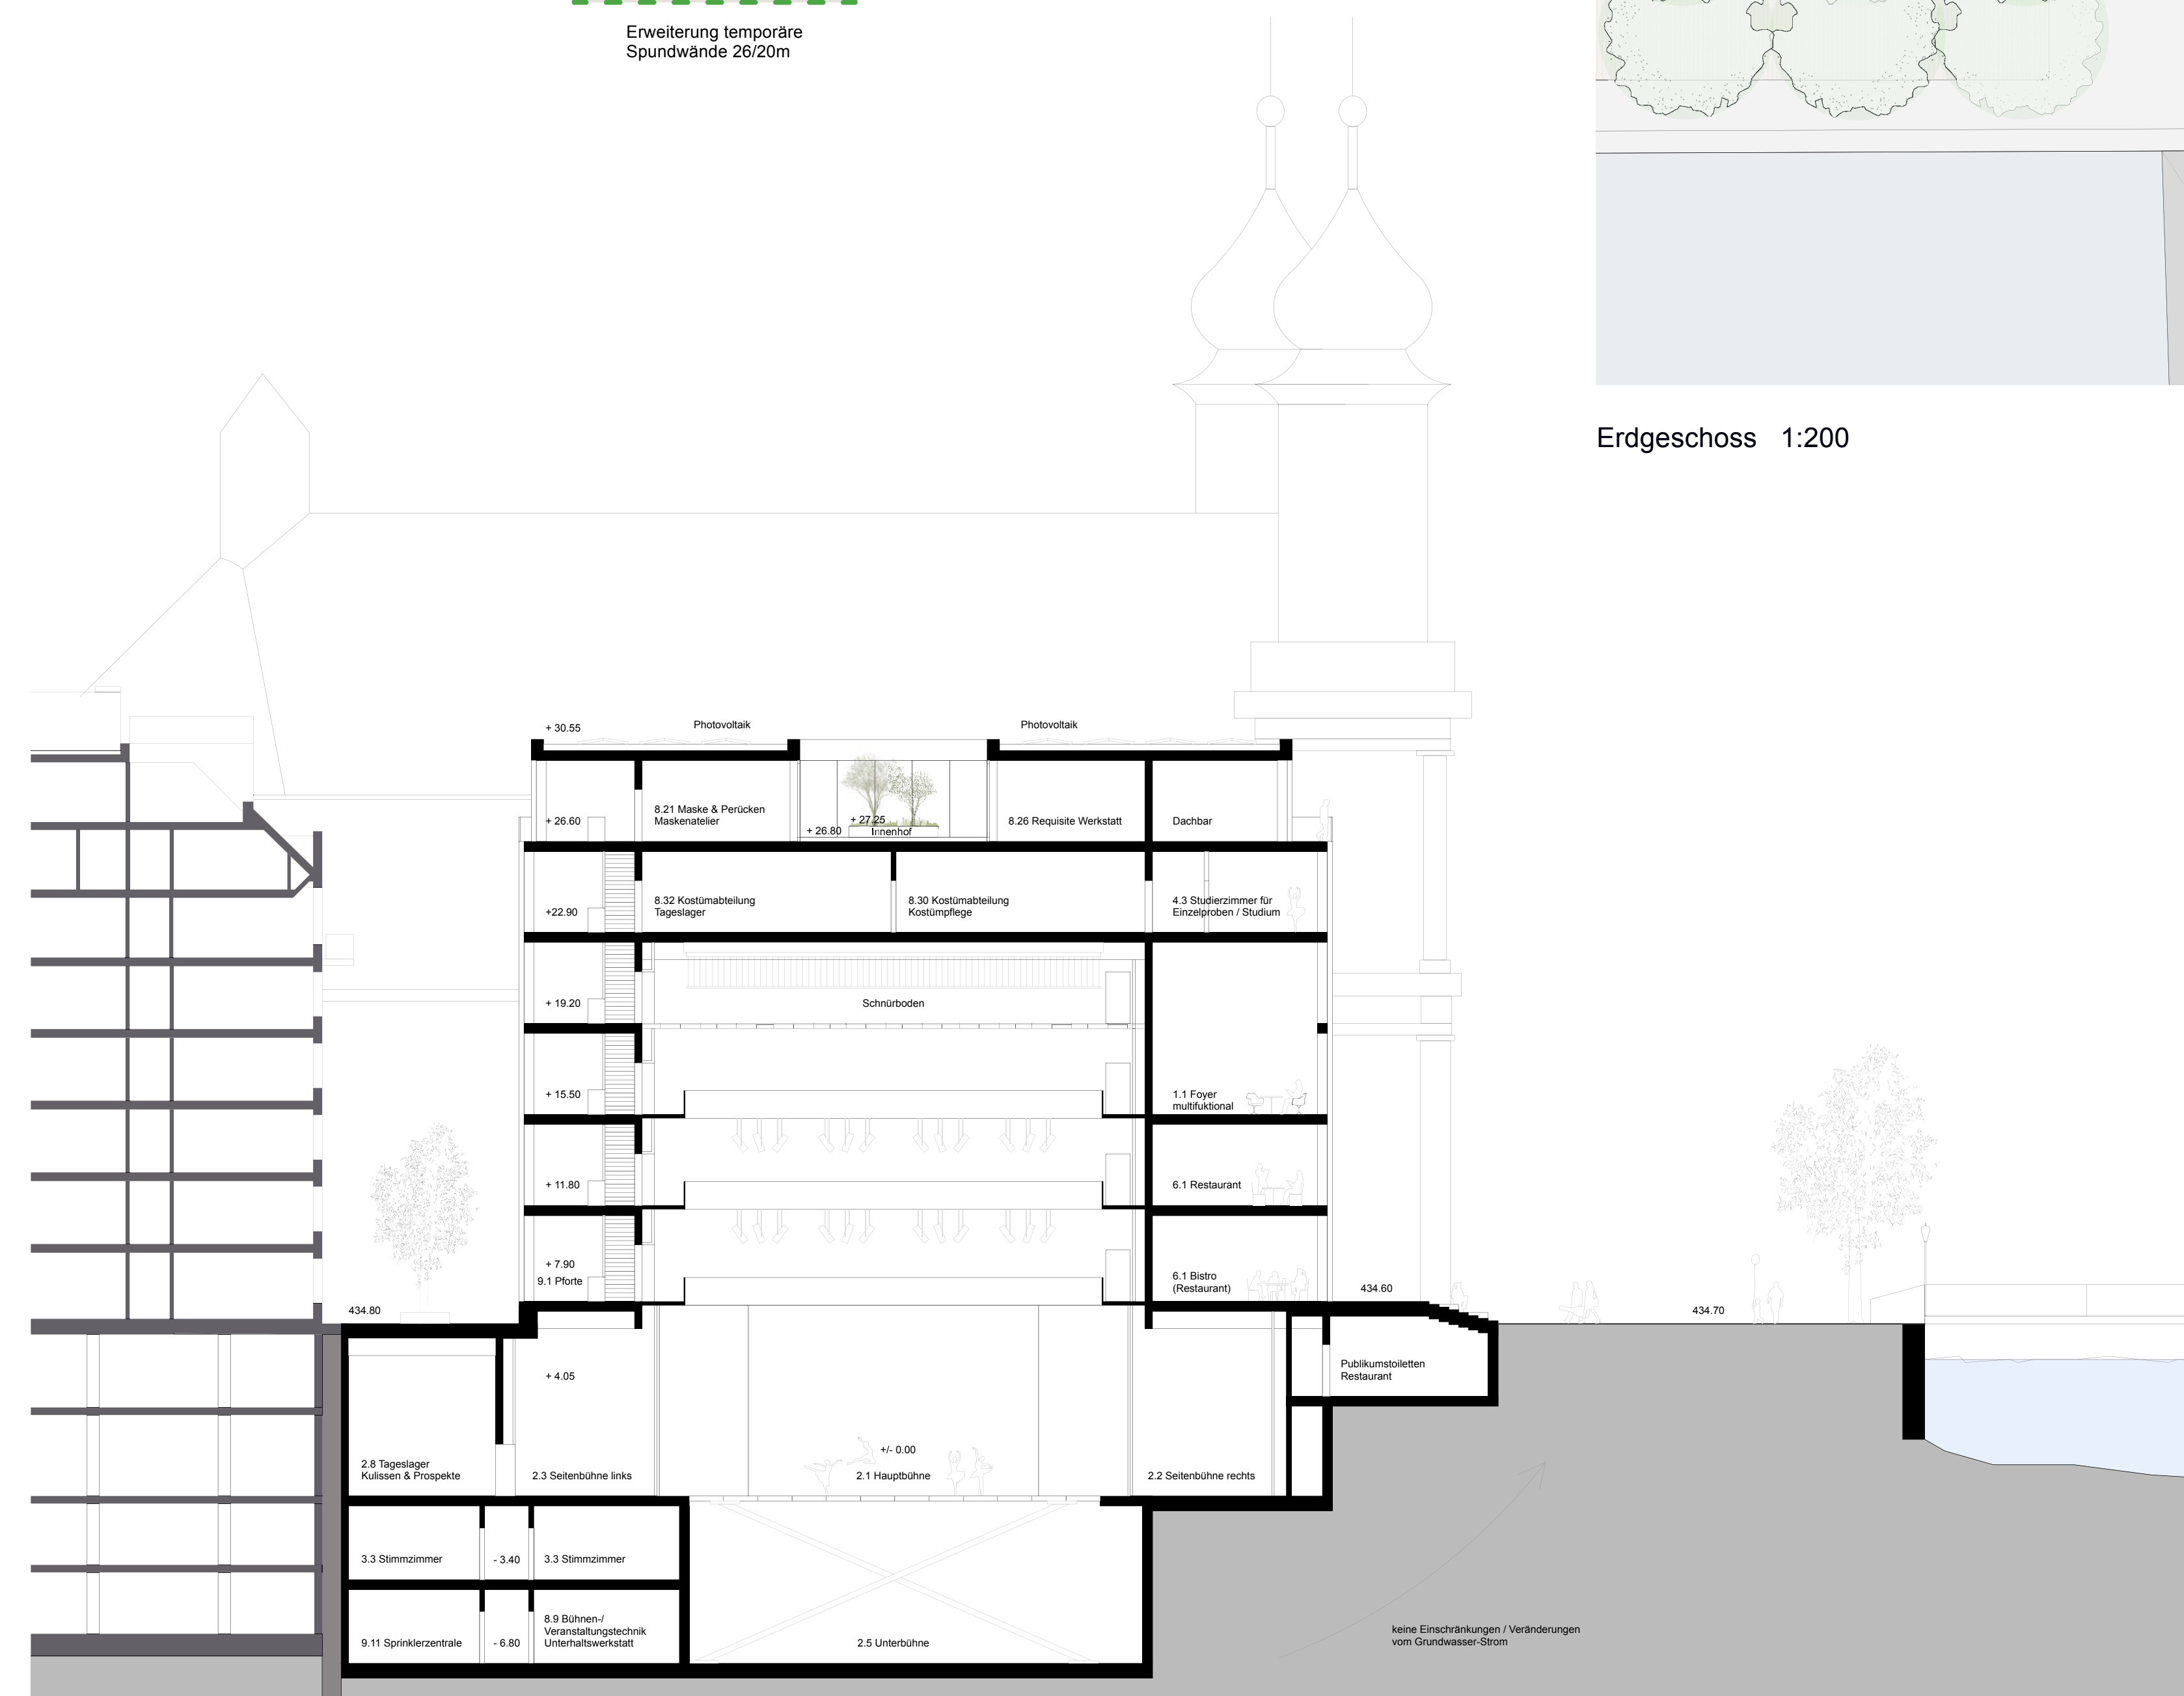 Erweiterung temporäre
Spundwände 26/20m
Erdgeschoss 1:200
+ 30.55
Photovoltaik
Photovoltaik
8.21 Maske & Perücken
Maskenatelier
+ 26.60
+ 27.25
+ 26.80
Innenhof
8.26 Requisite Werkstatt
Dachbar
8.32 Kostümabteilung
Tageslager
8.30 Kostümabteilung
Kostümpflege
4.3 Studierzimmer für
Einzelproben / Studium
+22.90
+ 19.20
Schnürboden
+ 15.50
1.1 Foyer
multifuktional
+ 11.80
6.1 Restaurant
+ 7.90
9.1 Pforte
6.1 Bistro
(Restaurant)
434.60
434.80
434.70
Publikumstoiletten
Restaurant
+ 4.05
+/- 0.00
2.8 Tageslager
Kulissen & Prospekte
2.3 Seitenbühne links
2.1 Hauptbühne
2.2 Seitenbühne rechts
3.3 Stimmzimmer
- 3.40
3.3 Stimmzimmer
8.9 Bühnen-/
Veranstaltungstechnik
Unterhaltswerkstatt
9.11 Sprinklerzentrale
- 6.80
2.5 Unterbühne
keine Einschränkungen / Veränderungen
vom Grundwasser-Strom